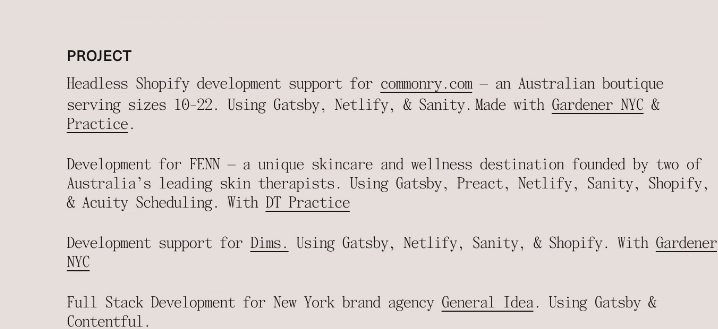 PROJECT
Headless Shopify development support for commonry.com – an Australian boutique
serving sizes 10-22. Using Gatsby, Netlify, & Sanity. Made with Gardener NYC &
Practice.
Development for FENN – a unique skincare and wellness destination founded by two of
Australia's leading skin therapists. Using Gatsby, Preact, Netlify, Sanity, Shopify,
& Acuity Scheduling. With DT Practice
Development support for Dims. Using Gatsby, Netlify, Sanity, & Shopify. With Gardener
NYC
Full Stack Development for New York brand agency General Idea. Using Gatsby &
Contentful.